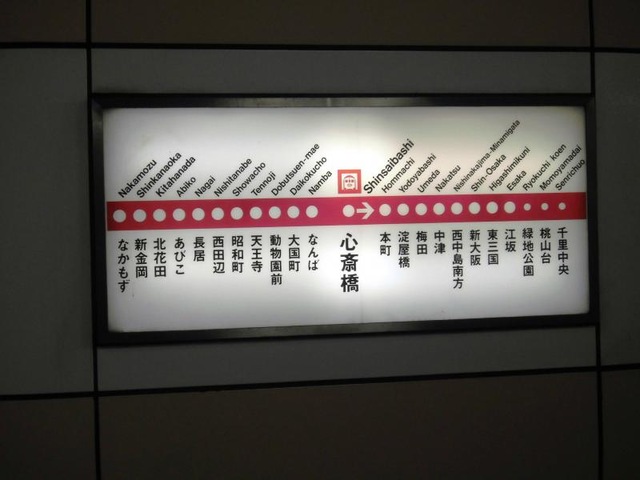 Nakamozu
Shinkanaoka
Kitahanada
Abiko
Nagai
Nishitanabe
Showacho
Tennoji
Dobutsuen-mae
Daikokucho
Namba
Shinsaibashi
Hommachi
Yodoyabashi
Umeda
Nakatsu
Nishinakajima-Minamigata
Shin-Osaka
Higashimikuni
Esaka
Ryokuchi koen
Momoyamadai
Senrichuo
なかもず
新金岡
北花田
あびこ
長居
西田辺
昭和町
天王寺
動物園前
大国町
なんば
心斎橋
本町
淀屋橋
梅田
中津
西中島南方
新大阪
東三国
江坂
緑地公園
桃山台
千里中央